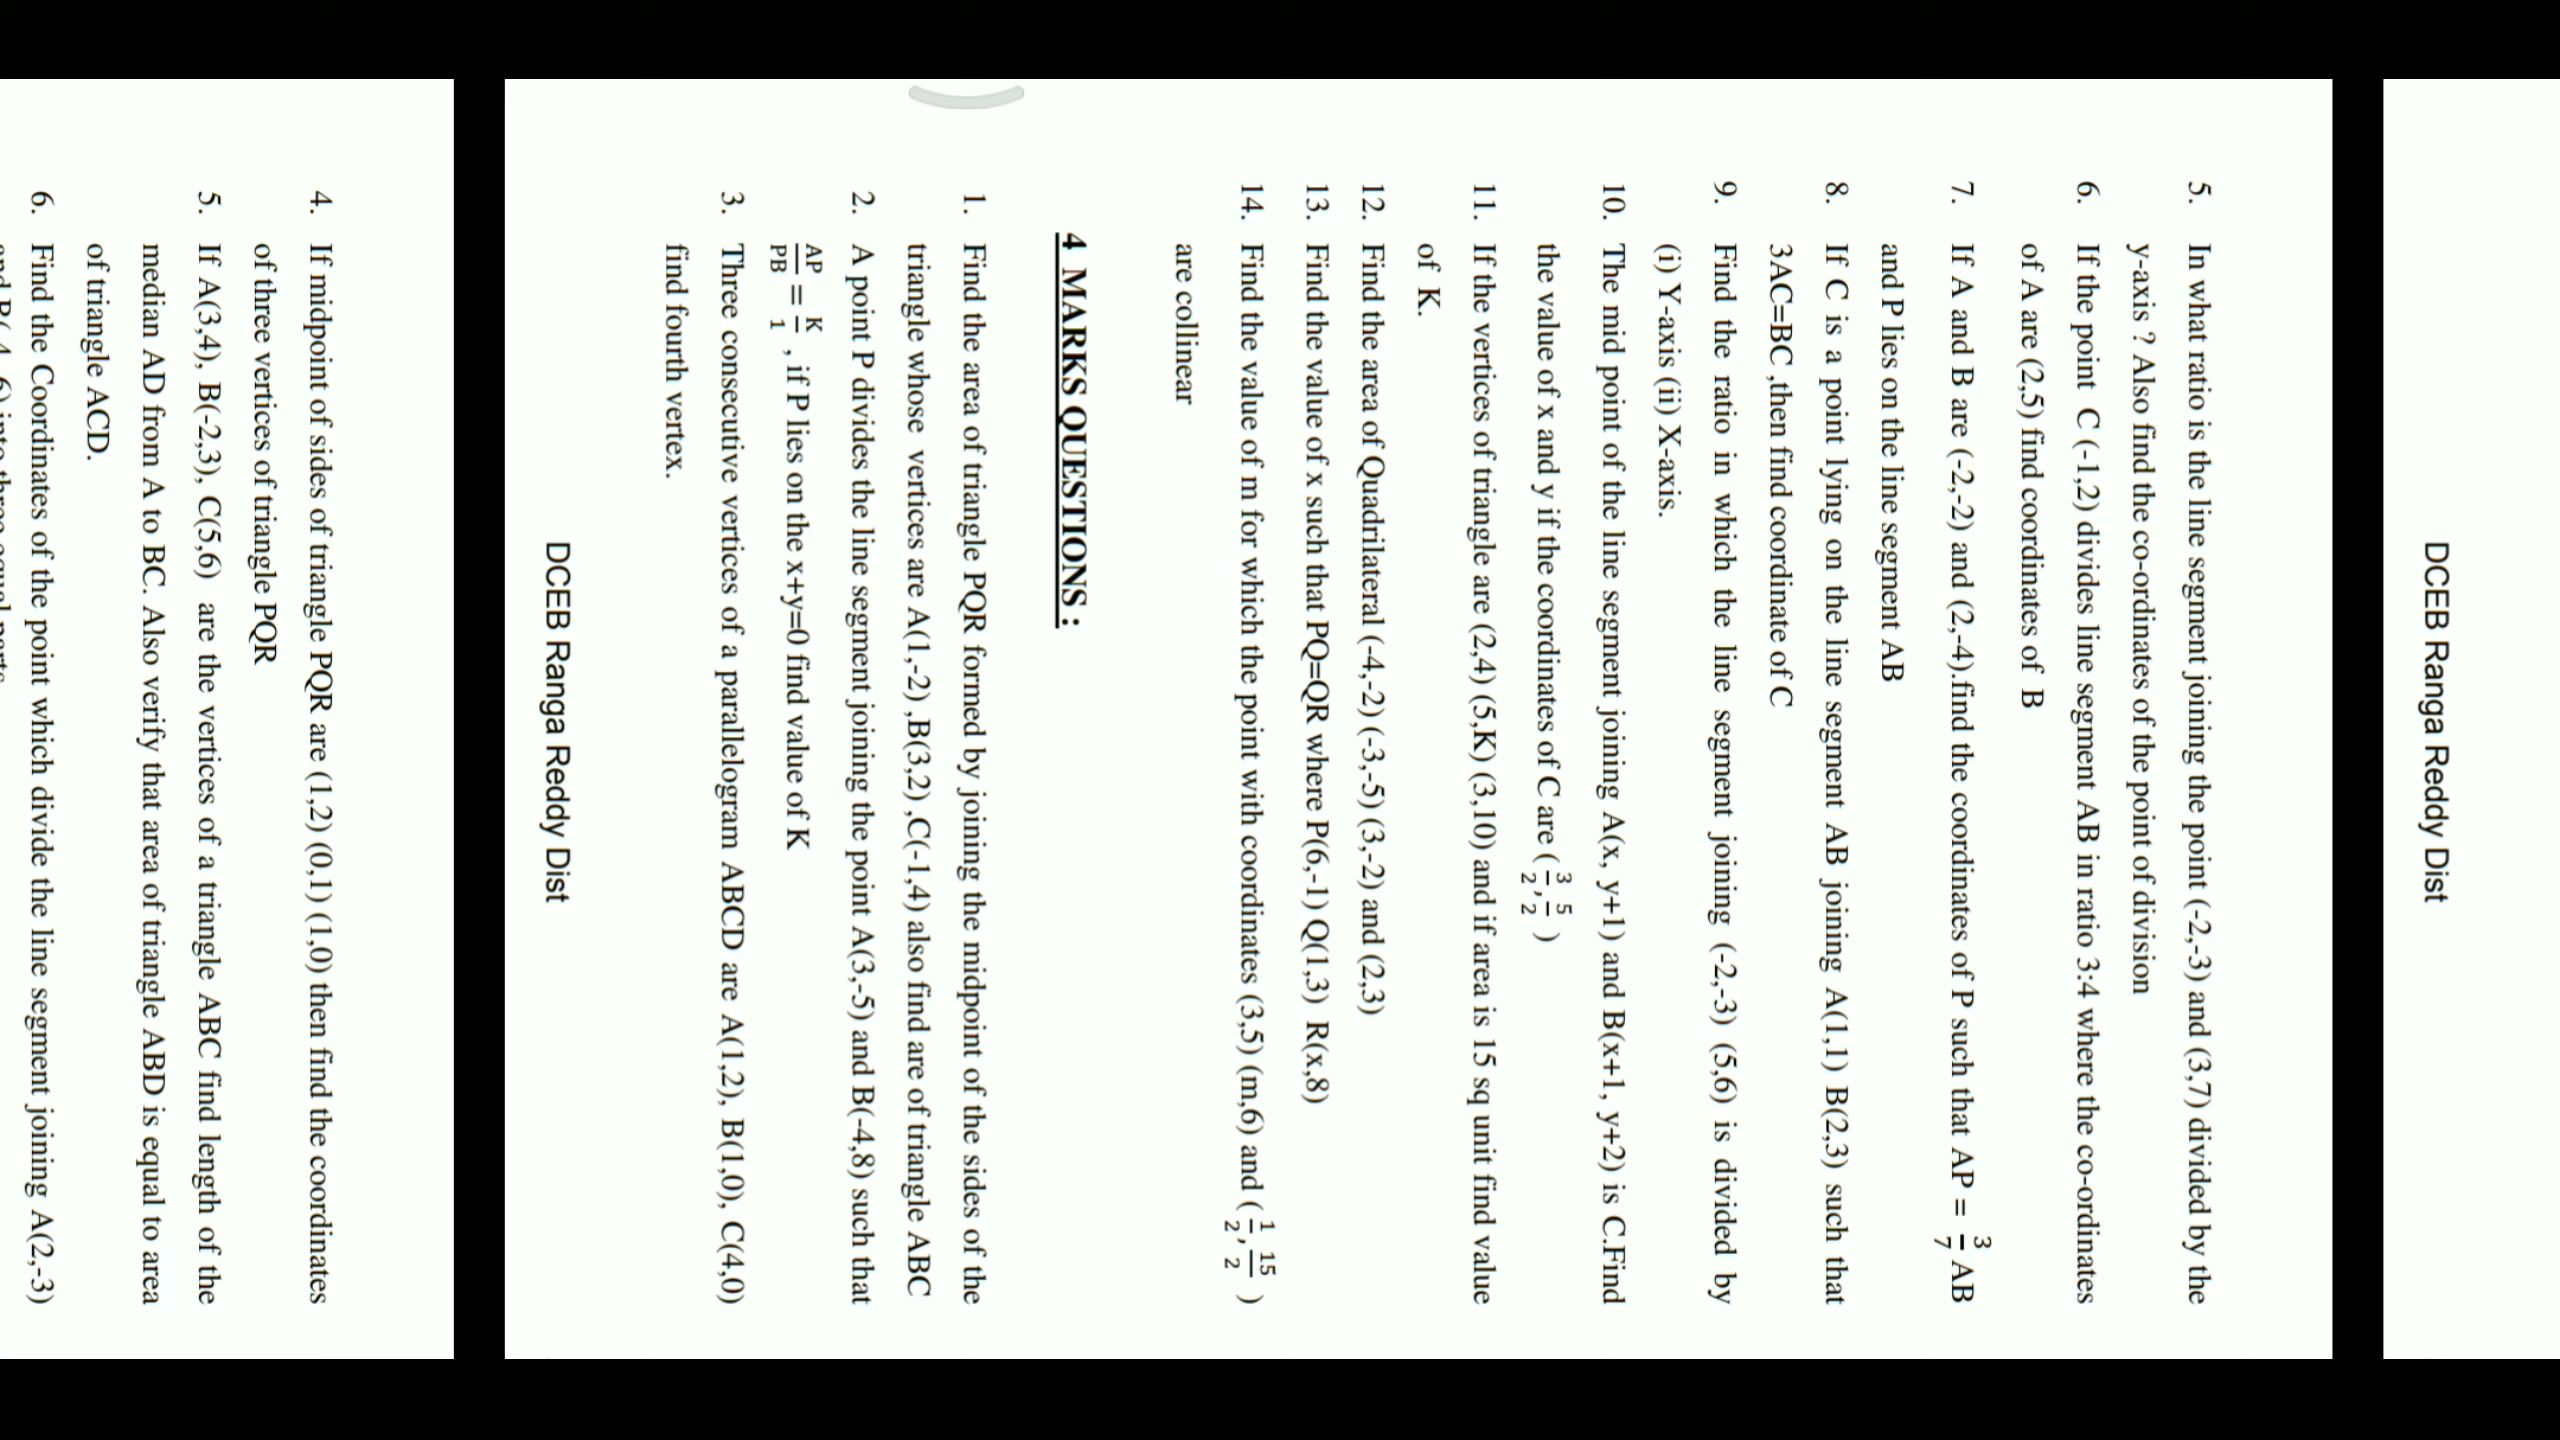 DCEB Ranga Reddy Dist
5. In what ratio is the line segment joining the point (-2,-3) and (3,7) divided by the
y-axis ? Also find the co-ordinates of the point of division
6. If the point C (-1,2) divides line segment AB in ratio 3:4 where the co-ordinates
of A are (2,5) find coordinates of B
7. If A and B are (-2,-2) and (2,-4).find the coordinates of P such that AP = 3/7 AB
and P lies on the line segment AB
8. If C is a point lying on the line segment AB joining A(1,1) B(2,3) such that
3AC=BC ,then find coordinate of C
9. Find the ratio in which the line segment joining (-2,-3) (5,6) is divided by
(i) Y-axis (ii) X-axis.
10. The mid point of the line segment joining A(x, y+1) and B(x+1, y+2) is C.Find
the value of x and y if the coordinates of C are ( 3/2 , 5/2 )
11. If the vertices of triangle are (2,4) (5,K) (3,10) and if area is 15 sq unit find value
of K.
12. Find the area of Quadrilateral (-4,-2) (-3,-5) (3,-2) and (2,3)
13. Find the value of x such that PQ=QR where P(6,-1) Q(1,3) R(x,8)
14. Find the value of m for which the point with coordinates (3,5) (m,6) and ( 1/2 , 15/2 )
are collinear
4 MARKS QUESTIONS :
1. Find the area of triangle PQR formed by joining the midpoint of the sides of the
triangle whose vertices are A(1,-2) ,B(3,2) ,C(-1,4) also find are of triangle ABC
2. A point P divides the line segment joining the point A(3,-5) and B(-4,8) such that
AP/PB = K/1 , if P lies on the x+y=0 find value of K
3. Three consecutive vertices of a parallelogram ABCD are A(1,2), B(1,0), C(4,0)
find fourth vertex.
DCEB Ranga Reddy Dist
4. If midpoint of sides of triangle PQR are (1,2) (0,1) (1,0) then find the coordinates
of three vertices of triangle PQR
5. If A(3,4), B(-2,3), C(5,6) are the vertices of a triangle ABC find length of the
median AD from A to BC. Also verify that area of triangle ABD is equal to area
of triangle ACD.
6. Find the Coordinates of the point which divide the line segment joining A(2,-3)